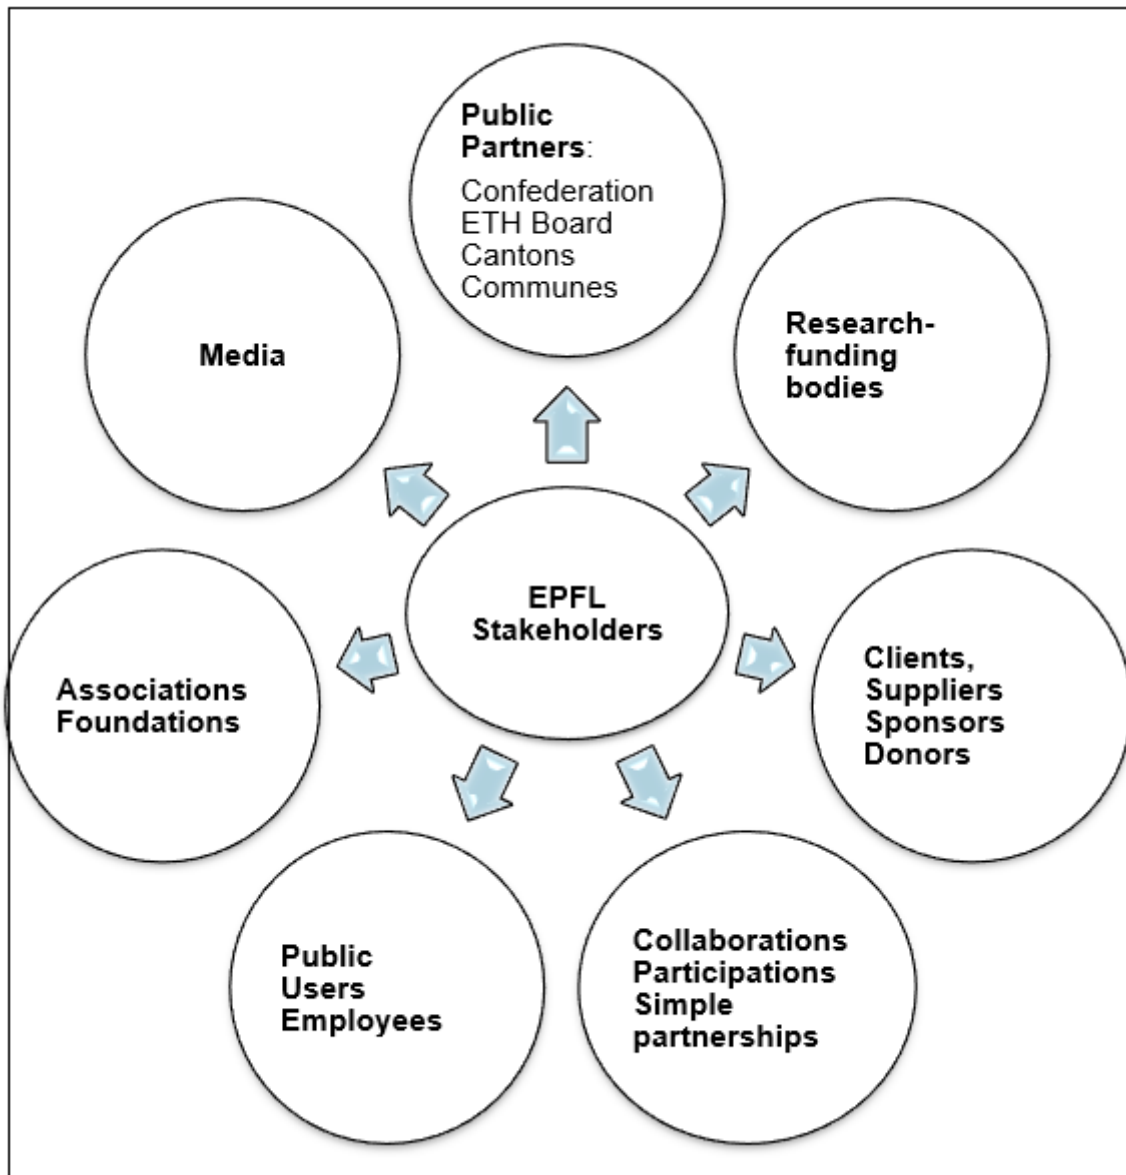 Public
Partners:
Confederation
ETH Board
Cantons
Communes
Research-
funding
bodies
Clients,
Suppliers
Sponsors
Donors
Collaborations
Participations
Simple
partnerships
Public
Users
Employees
Associations
Foundations
Media
EPFL
Stakeholders